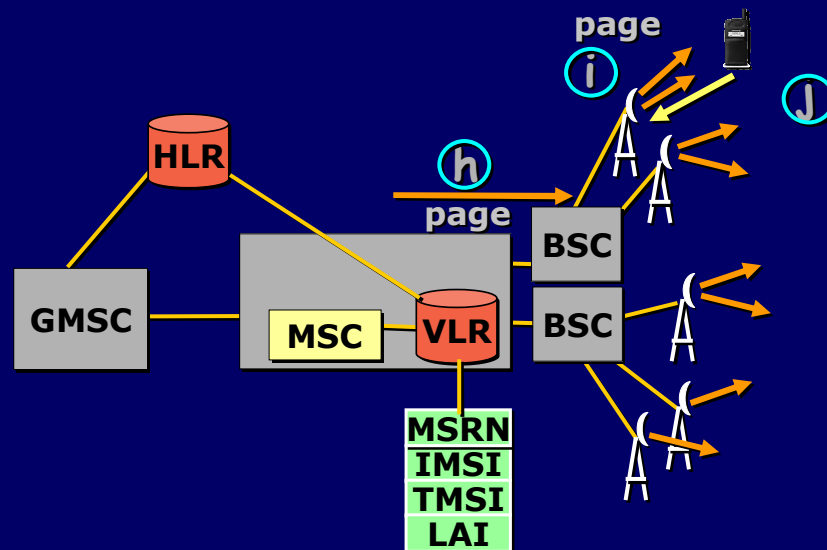 page
i
j
HLR
h
page
BSC
GMSC
MSC
VLR
BSC
MSRN
IMSI
TMSI
LAI